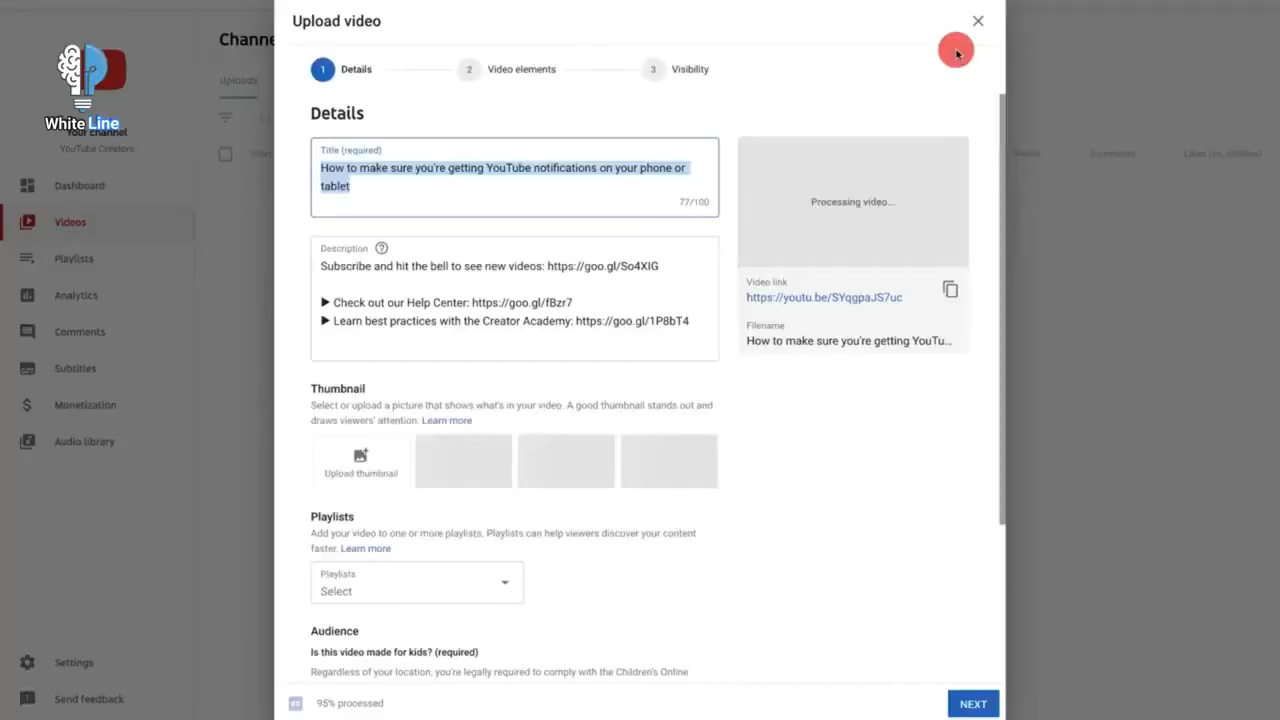 Upload video
1 Details
2 Video elements
3 Visibility
White Line
Your channel
YouTube Creators
Dashboard
Videos
Playlists
Analytics
Comments
Subtitles
Monetization
Audio library
Settings
Send feedback
Channe
Uploads
Details
Title (required)
How to make sure you're getting YouTube notifications on your phone or
tablet
77/100
Description
Subscribe and hit the bell to see new videos: https://goo.gl/So4XIG
▶ Check out our Help Center: https://goo.gl/fBzr7
▶ Learn best practices with the Creator Academy: https://goo.gl/1P8bT4
Processing video...
Video link
https://youtu.be/SYqgpaJS7uc
Filename
How to make sure you're getting YouTu...
Thumbnail
Select or upload a picture that shows what's in your video. A good thumbnail stands out and
draws viewers' attention. Learn more
Upload thumbnail
Playlists
Add your video to one or more playlists. Playlists can help viewers discover your content
faster. Learn more
Playlists
Select
Audience
Is this video made for kids? (required)
Regardless of your location, you're legally required to comply with the Children's Online
95% processed
NEXT